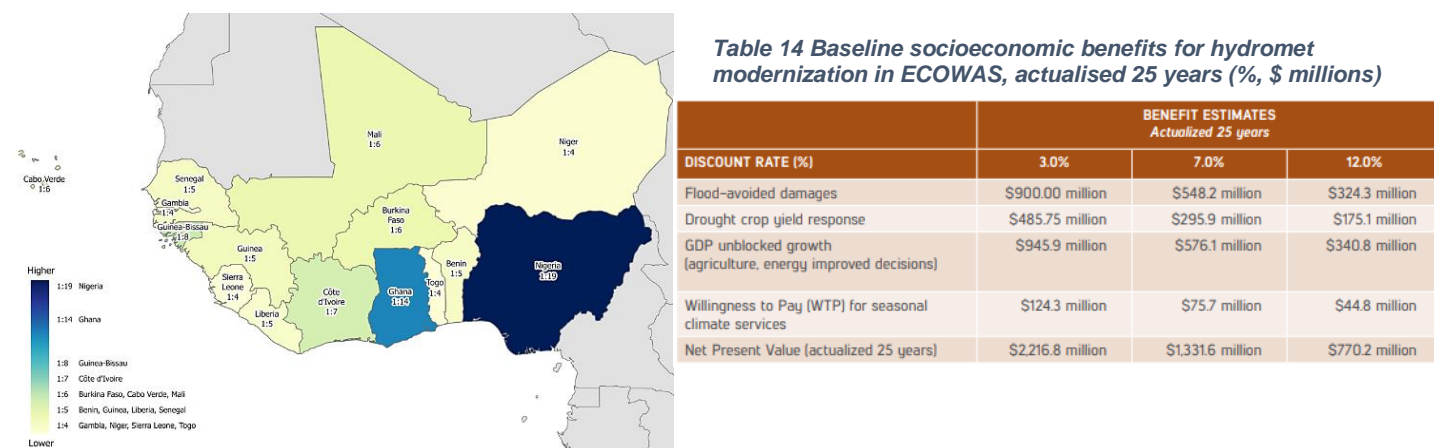 Mali
1:6
Niger
1:4
Cabo Verde
1:6
Senegal
1:5
Gambia
1:4
Guinea-Bissau
1:8
Burkina
Faso
1:6
Guinea
1:5
Benin
1:5
Nigeria
1:19
Sierra
Leone
1:4
Côte
d'Ivoire
1:7
Ghana
1:14
Togo
1:4
Liberia
1:5
Higher
1:19 Nigeria
1:14 Ghana
1:8 Guinea-Bissau
1:7 Côte d'Ivoire
1:6 Burkina Faso, Cabo Verde, Mali
1:5 Benin, Guinea, Liberia, Senegal
1:4 Gambia, Niger, Sierra Leone, Togo
Lower
Table 14 Baseline socioeconomic benefits for hydromet
modernization in ECOWAS, actualised 25 years (%, $ millions)
BENEFIT ESTIMATES
Actualized 25 years
DISCOUNT RATE (%) 3.0% 7.0% 12.0%
Flood-avoided damages $900.00 million $548.2 million $324.3 million
Drought crop yield response $485.75 million $295.9 million $175.1 million
GDP unblocked growth $945.9 million $576.1 million $340.8 million
(agriculture, energy improved decisions)
Willingness to Pay (WTP) for seasonal $124.3 million $75.7 million $44.8 million
climate services
Net Present Value (actualized 25 years) $2,216.8 million $1,331.6 million $770.2 million